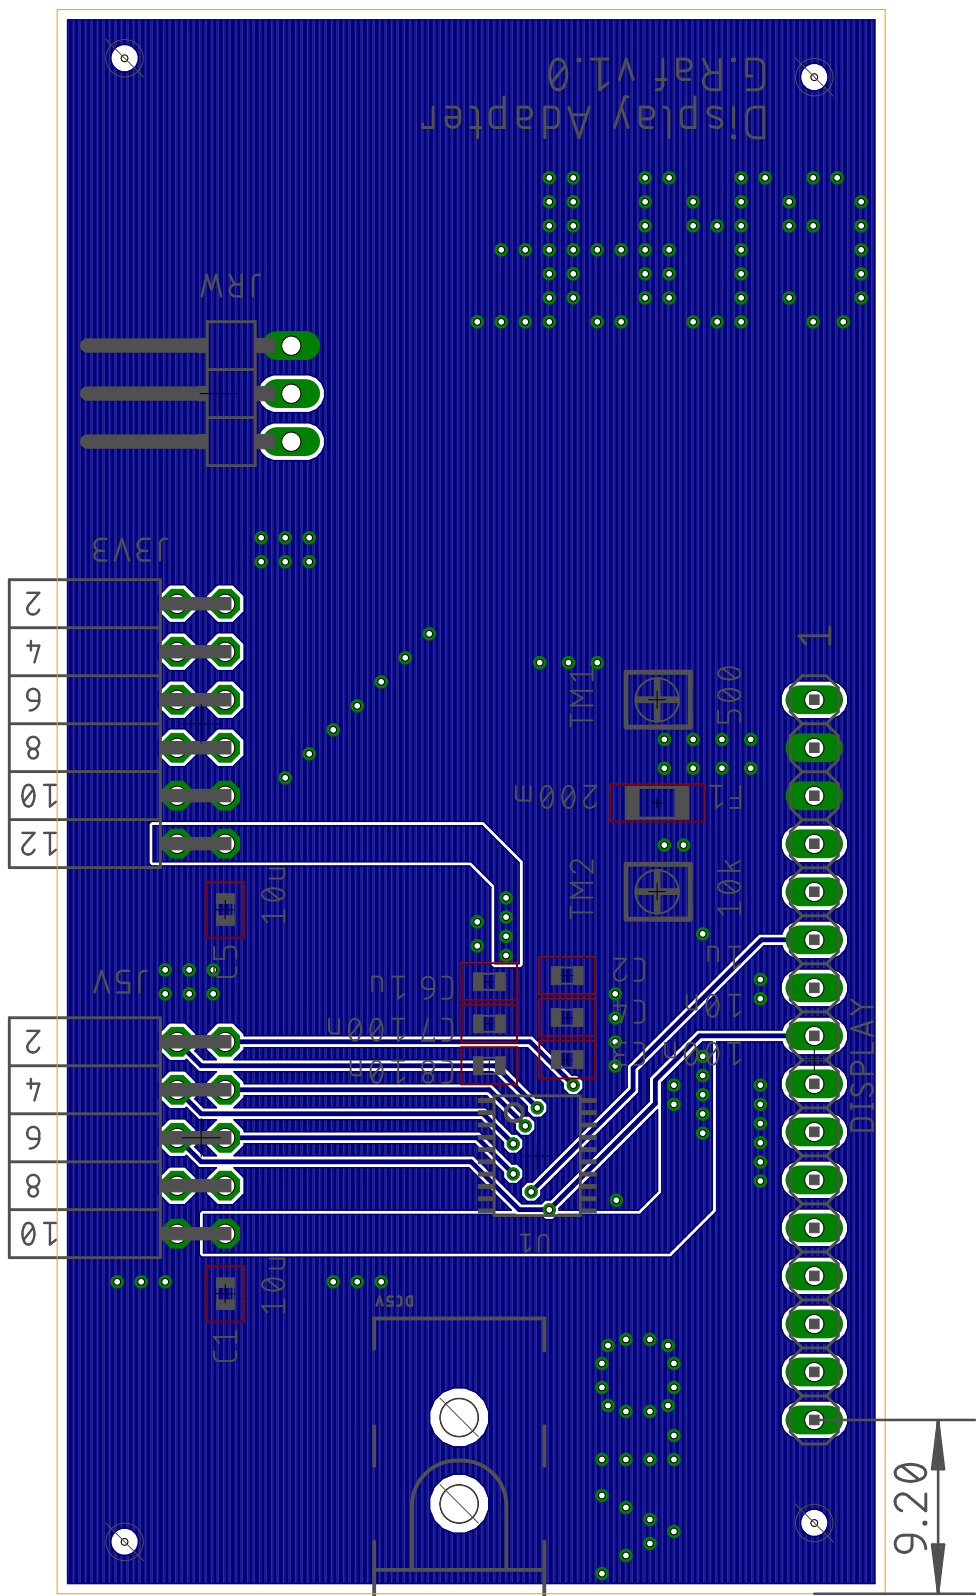 G.Raf v1.0
Display Adapter
JRW
J3V3
2
4
6
8
10
12
1
TM1
500
200m
F1
TM2
10k
10u
C5
J5V
C6
1u
C2
1u
C7
100n
C4
10n
C8
10n
100n
DISPLAY
2
4
6
8
10
U1
10u
C1
DC5V
9.20